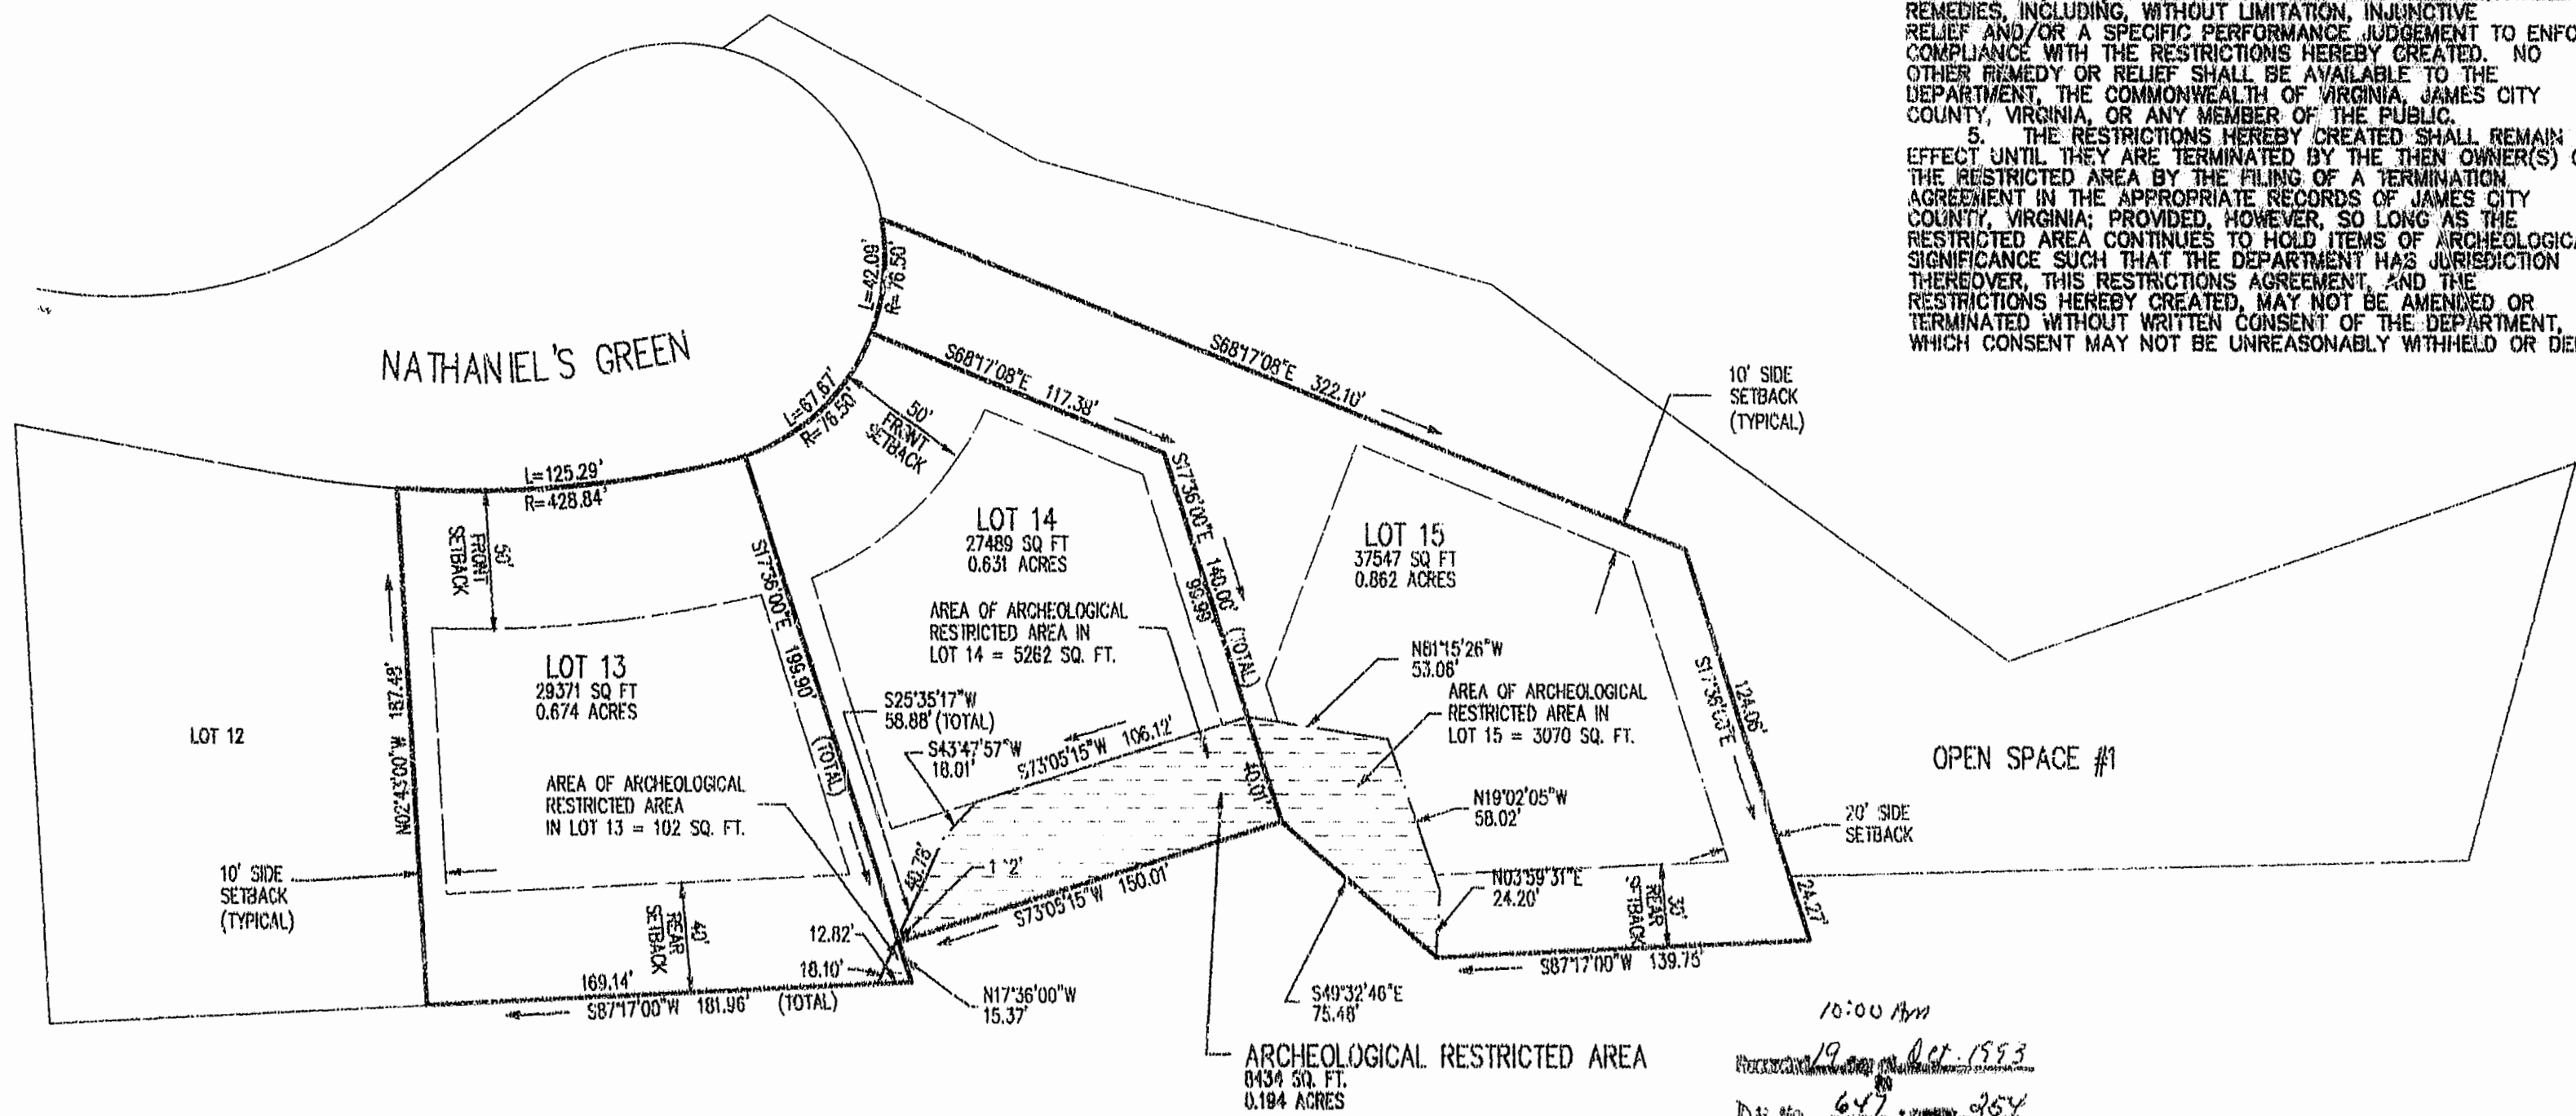 REMEDIES, INCLUDING, WITHOUT LIMITATION, INJUNCTIVE
RELIEF AND/OR A SPECIFIC PERFORMANCE JUDGEMENT TO ENFO
COMPLIANCE WITH THE RESTRICTIONS HEREBY CREATED. NO
OTHER REMEDY OR RELIEF SHALL BE AVAILABLE TO THE
DEPARTMENT, THE COMMONWEALTH OF VIRGINIA, JAMES CITY
COUNTY, VIRGINIA, OR ANY MEMBER OF THE PUBLIC.
5. THE RESTRICTIONS HEREBY CREATED SHALL REMAIN
EFFECT UNTIL THEY ARE TERMINATED BY THE THEN OWNER(S) O
THE RESTRICTED AREA BY THE FILING OF A TERMINATION
AGREEMENT IN THE APPROPRIATE RECORDS OF JAMES CITY
COUNTY, VIRGINIA; PROVIDED, HOWEVER, SO LONG AS THE
RESTRICTED AREA CONTINUES TO HOLD ITEMS OF ARCHEOLOGICA
SIGNIFICANCE SUCH THAT THE DEPARTMENT HAS JURISDICTION
THEREOVER, THIS RESTRICTIONS AGREEMENT, AND THE
RESTRICTIONS HEREBY CREATED, MAY NOT BE AMENDED OR
TERMINATED WITHOUT WRITTEN CONSENT OF THE DEPARTMENT,
WHICH CONSENT MAY NOT BE UNREASONABLY WITHHELD OR DE
NATHANIEL'S GREEN
L=42.09'
R=76.50'
L=67.67'
R=76.50'
L=125.29'
R=428.84'
S68°17'08"E 117.38'
S68°17'08"E 322.10'
10' SIDE
SETBACK
(TYPICAL)
50'
FRONT
SETBACK
50'
FRONT
SETBACK
S17°36'00"E 140.00' (TOTAL)
99.99'
40.01'
LOT 14
27489 SQ FT
0.631 ACRES
LOT 15
37547 SQ FT
0.862 ACRES
AREA OF ARCHEOLOGICAL
RESTRICTED AREA IN
LOT 14 = 5262 SQ. FT.
S17°36'00"E 199.90' (TOTAL)
LOT 13
29371 SQ FT
0.674 ACRES
N02°43'00"W 187.49'
LOT 12
N81°15'26"W
53.06'
AREA OF ARCHEOLOGICAL
RESTRICTED AREA IN
LOT 15 = 3070 SQ. FT.
S25°35'17"W
58.88' (TOTAL)
S43°47'57"W
18.01'
S73°05'15"W 106.12'
124.06'
S17°36'03"E
OPEN SPACE #1
AREA OF ARCHEOLOGICAL
RESTRICTED AREA
IN LOT 13 = 102 SQ. FT.
N19°02'05"W
58.02'
20' SIDE
SETBACK
10' SIDE
SETBACK
(TYPICAL)
40.78'
S73°05'15"W 150.01'
N03°59'31"E
24.20'
30'
REAR
SETBACK
24.27'
40'
REAR
SETBACK
12.82'
18.10'
169.14'
S87°17'00"W 181.96' (TOTAL)
N17°36'00"W
15.37'
S49°32'46"E
75.48'
S87°17'00"W 139.75'
ARCHEOLOGICAL RESTRICTED AREA
8434 SQ. FT.
0.194 ACRES
10:00 Am
19 Oct. 1993
647 254